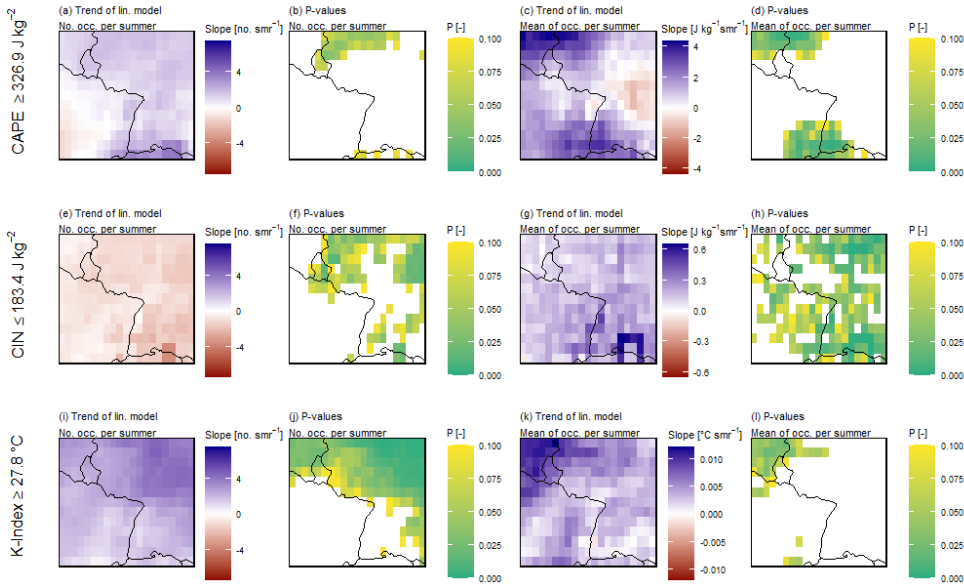 CAPE ≥ 326.9 J kg⁻²
(a) Trend of lin. model
No. occ. per summer
Slope [no. smr⁻¹]
4
0
-4
(b) P-values
No. occ. per summer
P [-]
0.100
0.075
0.050
0.025
0.000
(c) Trend of lin. model
Mean of occ. per summer
Slope [J kg⁻¹smr⁻¹]
4
2
0
-2
-4
(d) P-values
Mean of occ. per summer
P [-]
0.100
0.075
0.050
0.025
0.000
CIN ≤ 183.4 J kg⁻²
(e) Trend of lin. model
No. occ. per summer
Slope [no. smr⁻¹]
4
0
-4
(f) P-values
No. occ. per summer
P [-]
0.100
0.075
0.050
0.025
0.000
(g) Trend of lin. model
Mean of occ. per summer
Slope [J kg⁻¹smr⁻¹]
0.6
0.3
0.0
-0.3
-0.6
(h) P-values
Mean of occ. per summer
P [-]
0.100
0.075
0.050
0.025
0.000
K-Index ≥ 27.8 °C
(i) Trend of lin. model
No. occ. per summer
Slope [no. smr⁻¹]
4
0
-4
(j) P-values
No. occ. per summer
P [-]
0.100
0.075
0.050
0.025
0.000
(k) Trend of lin. model
Mean of occ. per summer
Slope [°C smr⁻¹]
0.010
0.005
0.000
-0.005
-0.010
(l) P-values
Mean of occ. per summer
P [-]
0.100
0.075
0.050
0.025
0.000